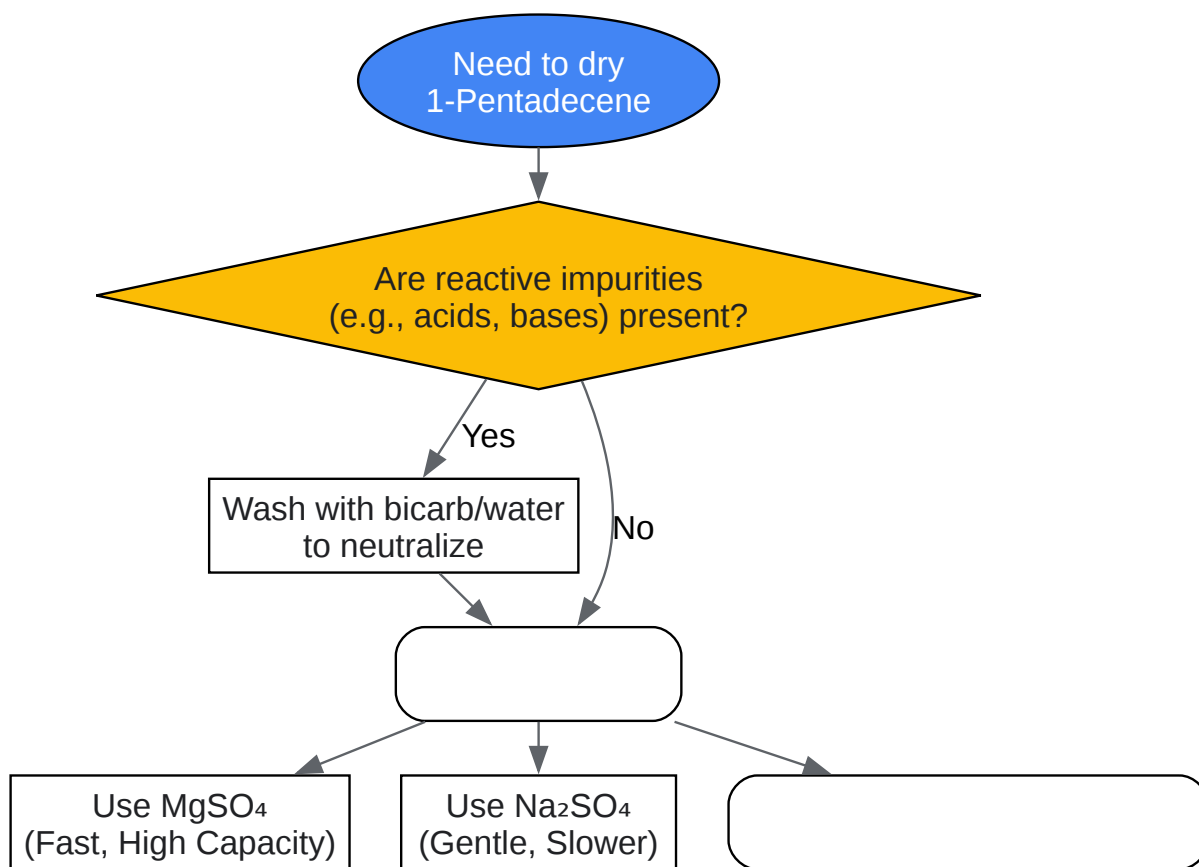 Need to dry
1-Pentadecene
Are reactive impurities
(e.g., acids, bases) present?
Yes
Wash with bicarb/water
to neutralize
No
Use MgSO₄
(Fast, High Capacity)
Use Na₂SO₄
(Gentle, Slower)